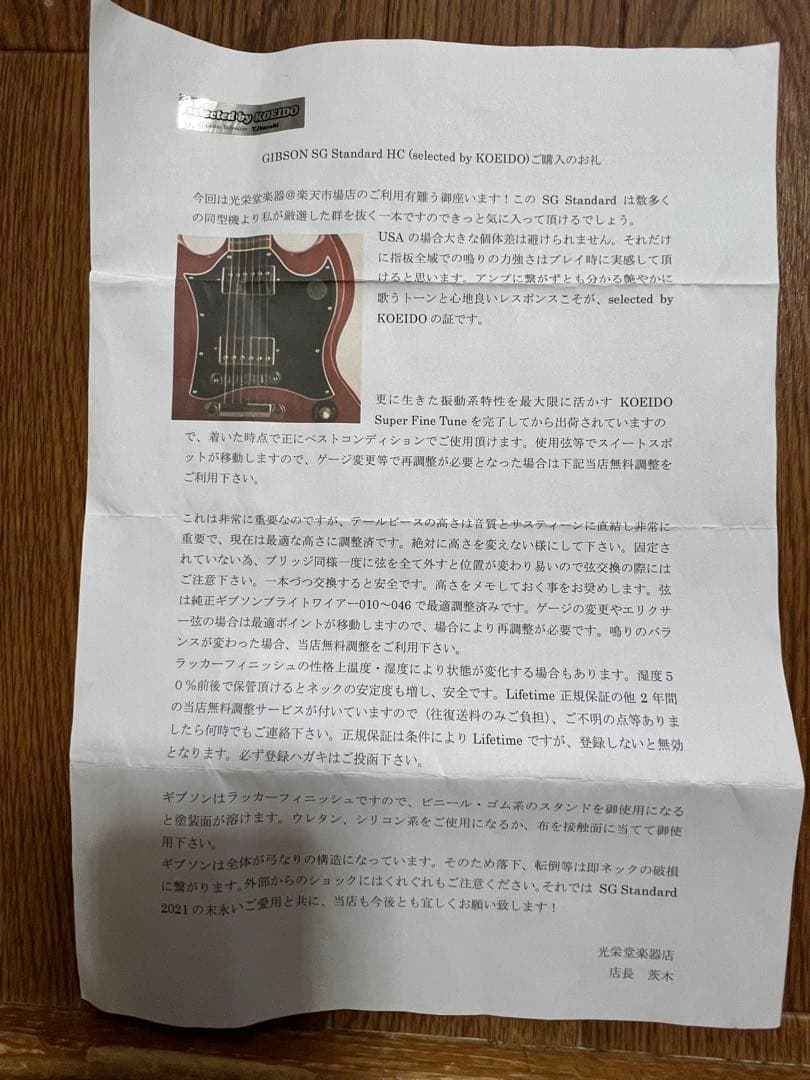 selected by KOEIDO
T.Ibaraki
GIBSON SG Standard HC (selected by KOEIDO)ご購入のお礼
今回は光栄堂楽器@楽天市場店のご利用有難う御座います！この SG Standard は数多く
の同型機より私が厳選した群を抜く一本ですのできっと気に入って頂けるでしょう。
USA の場合大きな個体差は避けられません。それだけ
に指板全域での鳴りの力強さはプレイ時に実感して頂
けると思います。アンプに繋がずとも分かる艶やかに
歌うトーンと心地良いレスポンスこそが、selected by
KOEIDO の証です。
更に生きた振動系特性を最大限に活かす KOEIDO
Super Fine Tune を完了してから出荷されていますの
で、着いた時点で正にベストコンディションでご使用頂けます。使用弦等でスイートスポ
ットが移動しますので、ゲージ変更等で再調整が必要となった場合は下記当店無料調整を
ご利用下さい。
これは非常に重要なのですが、テールピースの高さは音質とサスティーンに直結し非常に
重要で、現在は最適な高さに調整済です。絶対に高さを変えない様にして下さい。固定さ
れていない為、ブリッジ同様一度に弦を全て外すと位置が変わり易いので弦交換の際には
ご注意下さい。一本づつ交換すると安全です。高さをメモしておく事をお奨めします。弦
は純正ギブソンブライトワイアー010～046で最適調整済みです。ゲージの変更やエリクサ
ー弦の場合は最適ポイントが移動しますので、場合により再調整が必要です。鳴りのバラ
ンスが変わった場合、当店無料調整をご利用下さい。
ラッカーフィニッシュの性格上温度・湿度により状態が変化する場合もあります。湿度５
０％前後で保管頂けるとネックの安定度も増し、安全です。Lifetime 正規保証の他 2 年間
の当店無料調整サービスが付いていますので（往復送料のみご負担）、ご不明の点等ありま
したら何時でもご連絡下さい。正規保証は条件により Lifetime ですが、登録しないと無効
となります。必ず登録ハガキはご投函下さい。
ギブソンはラッカーフィニッシュですので、ビニール・ゴム系のスタンドを御使用になる
と塗装面が溶けます。ウレタン、シリコン系をご使用になるか、布を接触面に当てて御使
用下さい。
ギブソンは全体が弓なりの構造になっています。そのため落下、転倒等は即ネックの破損
に繋がります。外部からのショックにはくれぐれもご注意ください。それでは SG Standard
2021 の末永いご愛用と共に、当店も今後とも宜しくお願い致します！
光栄堂楽器店
店長　茨木